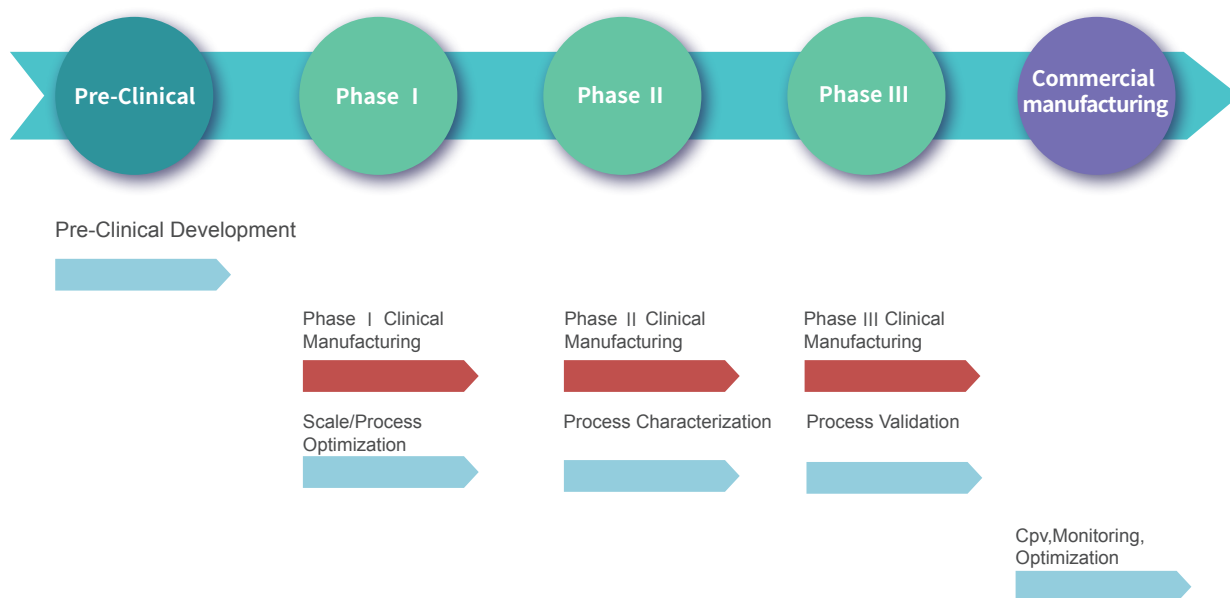 Pre-Clinical
Phase Ⅰ
Phase Ⅱ
Phase III
Commercial
manufacturing
Pre-Clinical Development
Phase Ⅰ Clinical
Manufacturing
Phase Ⅱ Clinical
Manufacturing
Phase Ⅲ Clinical
Manufacturing
Scale/Process
Optimization
Process Characterization
Process Validation
Cpv,Monitoring,
Optimization